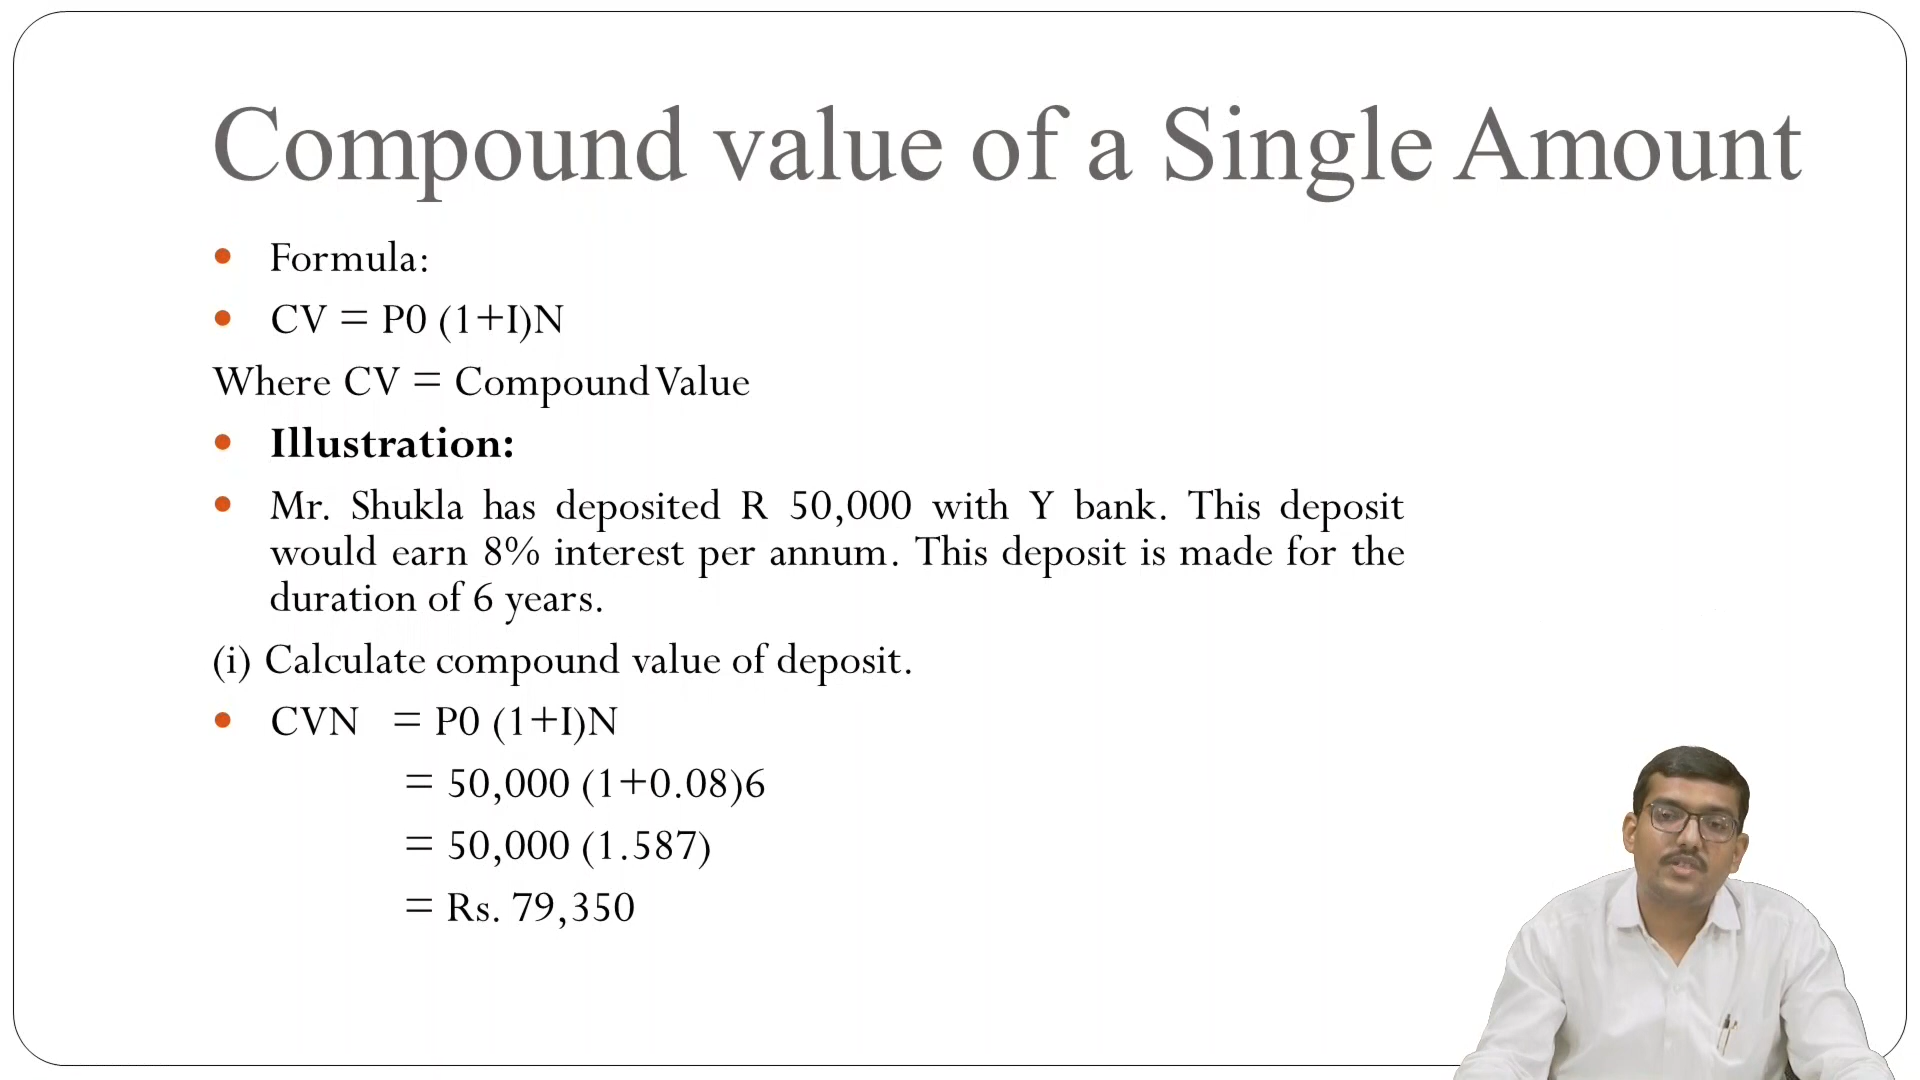 Compound value of a Single Amount
• Formula:
• CV = P0 (1+I)N
Where CV = Compound Value
• Illustration:
• Mr. Shukla has deposited R 50,000 with Y bank. This deposit
would earn 8% interest per annum. This deposit is made for the
duration of 6 years.
(i) Calculate compound value of deposit.
• CVN = P0 (1+I)N
= 50,000 (1+0.08)6
= 50,000 (1.587)
= Rs. 79,350